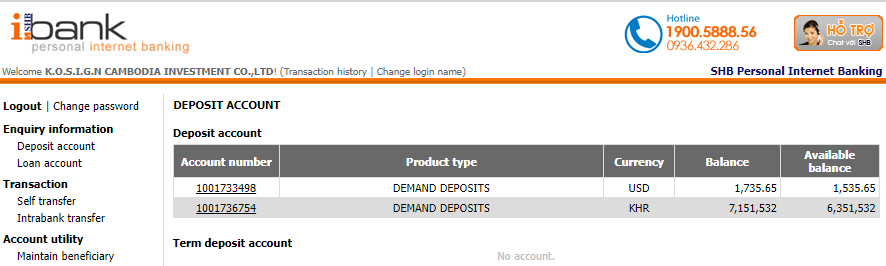 SHB
i-bank
personal internet banking
Hotline
1900.5888.56
0936.432.286
HỖ TRỢ
Chat với SHB
Welcome K.O.S.I.G.N CAMBODIA INVESTMENT CO.,LTD! (Transaction history | Change login name)
SHB Personal Internet Banking
Logout | Change password
Enquiry information
Deposit account
Loan account
Transaction
Self transfer
Intrabank transfer
Account utility
Maintain beneficiary
DEPOSIT ACCOUNT
Deposit account
Account number Product type Currency Balance Available balance
1001733498 DEMAND DEPOSITS USD 1,735.65 1,535.65
1001736754 DEMAND DEPOSITS KHR 7,151,532 6,351,532
Term deposit account
No account.